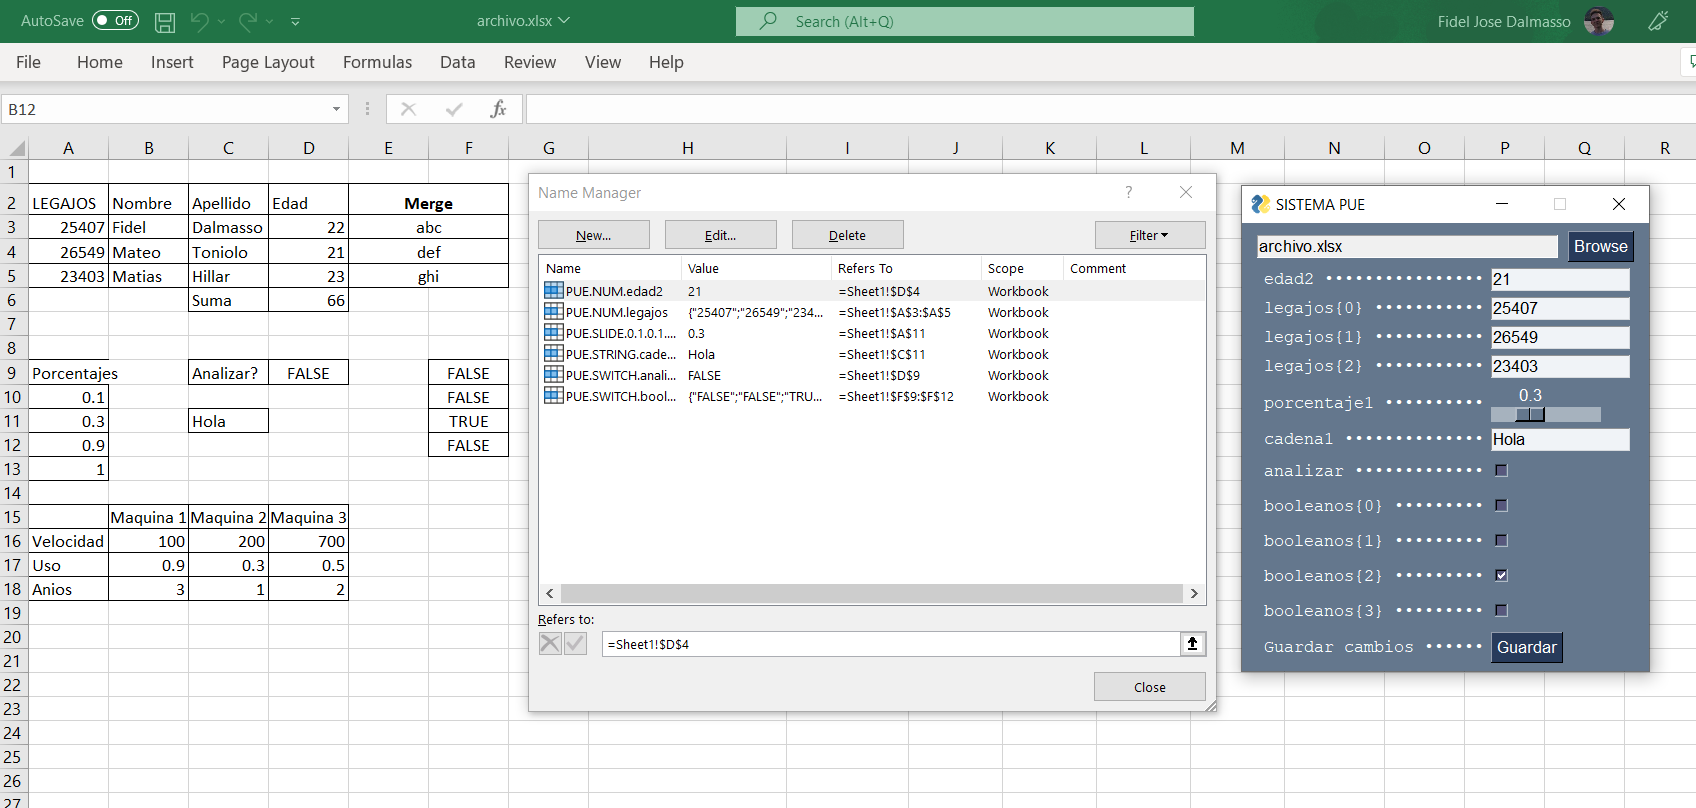 AutoSave Off archivo.xlsx Search (Alt+Q) Fidel Jose Dalmasso
File Home Insert Page Layout Formulas Data Review View Help
B12 fx
A B C D E F G H I J K L M N O P Q R
1
2 LEGAJOS Nombre Apellido Edad Merge
3 25407 Fidel Dalmasso 22 abc
4 26549 Mateo Toniolo 21 def
5 23403 Matias Hillar 23 ghi
6 Suma 66
7
8
9 Porcentajes Analizar? FALSE FALSE
10 0.1 FALSE
11 0.3 Hola TRUE
12 0.9 FALSE
13 1
14
15 Maquina 1 Maquina 2 Maquina 3
16 Velocidad 100 200 700
17 Uso 0.9 0.3 0.5
18 Anios 3 1 2
19
20
21
22
23
24
25
26
27
Name Manager ?
New... Edit... Delete Filter
Name Value Refers To Scope Comment
PUE.NUM.edad2 21 =Sheet1!$D$4 Workbook
PUE.NUM.legajos {"25407";"26549";"234... =Sheet1!$A$3:$A$5 Workbook
PUE.SLIDE.0.1.0.1.... 0.3 =Sheet1!$A$11 Workbook
PUE.STRING.cade... Hola =Sheet1!$C$11 Workbook
PUE.SWITCH.anali... FALSE =Sheet1!$D$9 Workbook
PUE.SWITCH.bool... {"FALSE";"FALSE";"TRU... =Sheet1!$F$9:$F$12 Workbook
Refers to:
=Sheet1!$D$4
Close
SISTEMA PUE
archivo.xlsx Browse
edad2 •••••••••••••••• 21
legajos{0} ••••••••••• 25407
legajos{1} ••••••••••• 26549
legajos{2} ••••••••••• 23403
0.3
porcentaje1 ••••••••••
cadena1 •••••••••••••• Hola
analizar •••••••••••••
booleanos{0} •••••••••
booleanos{1} •••••••••
booleanos{2} •••••••••
booleanos{3} •••••••••
Guardar cambios •••••• Guardar